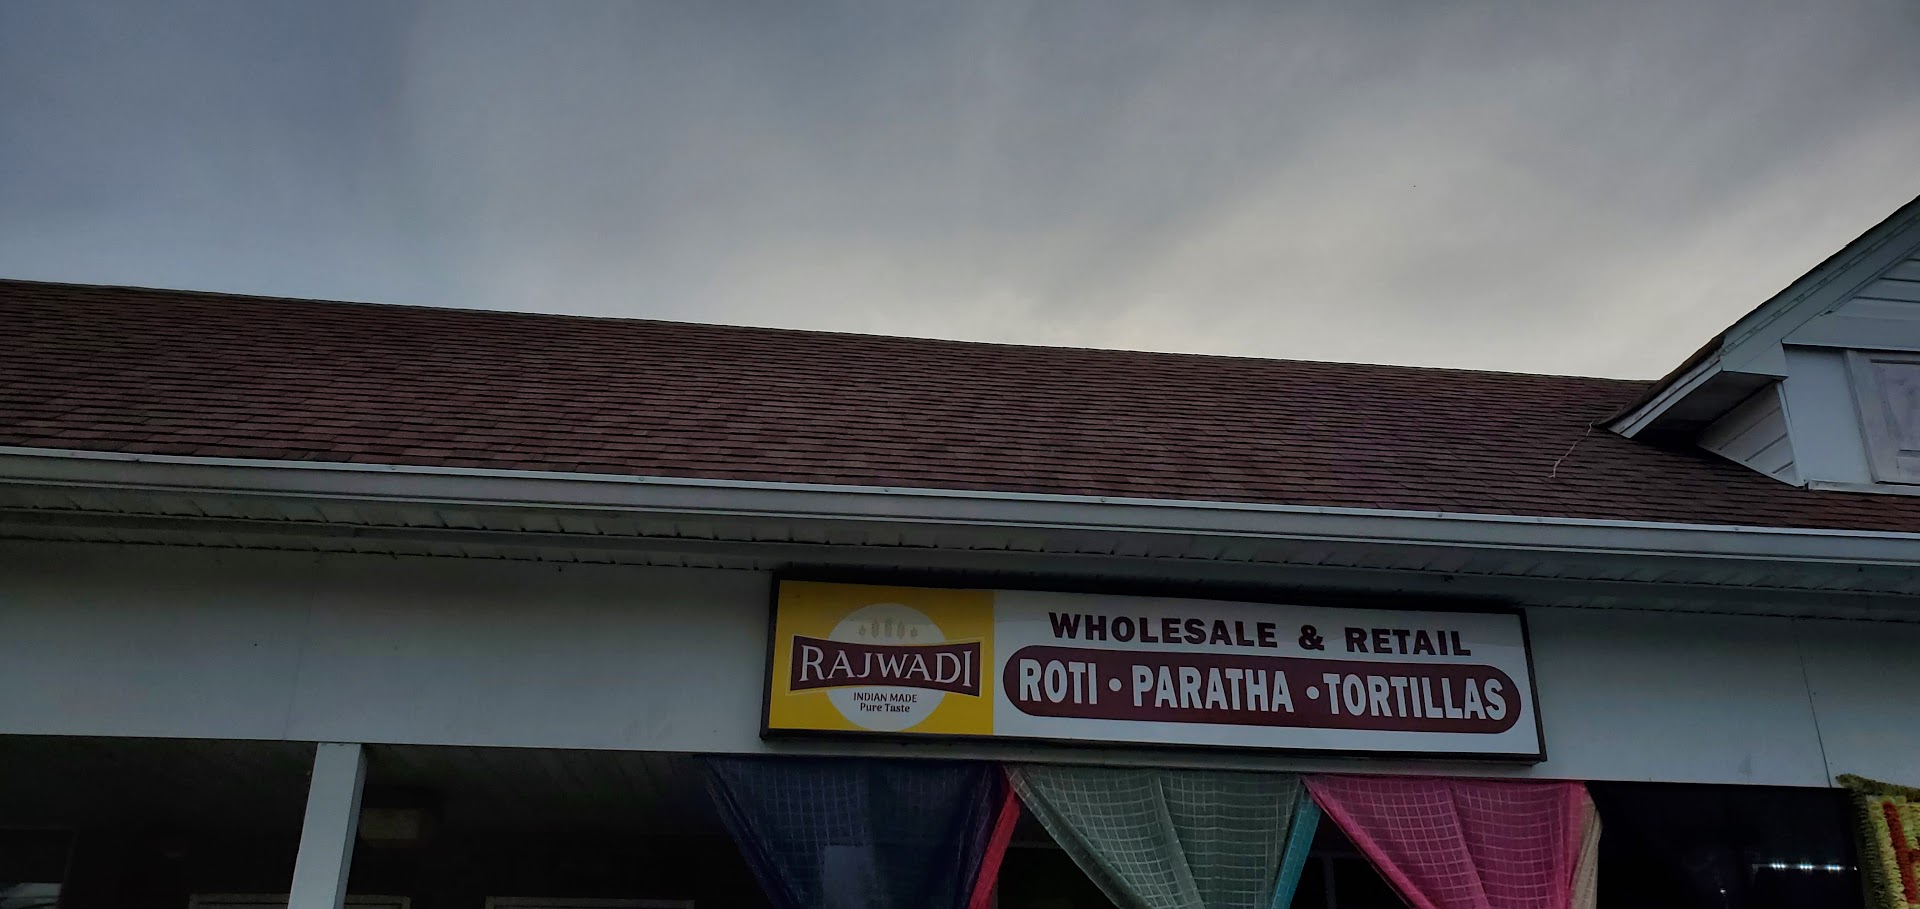 RAJWADI
INDIAN MADE
Pure Taste
WHOLESALE & RETAIL
ROTI • PARATHA • TORTILLAS